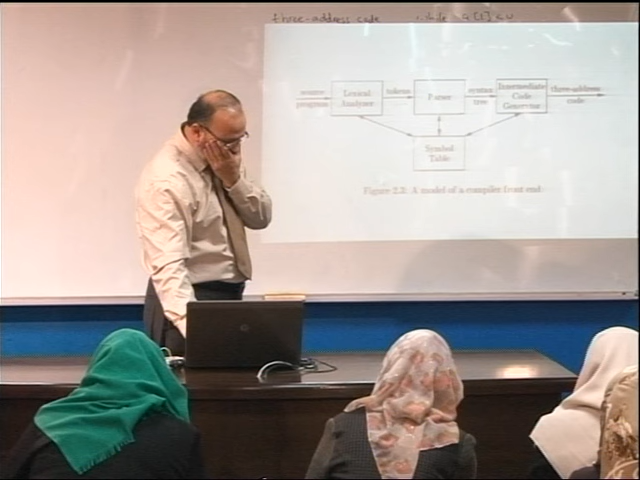 three-address code while a[i] < v
source program
Lexical Analyzer
tokens
Parser
syntax tree
Intermediate Code Generator
three-address code
Symbol Table
Figure 2.3: A model of a compiler front end